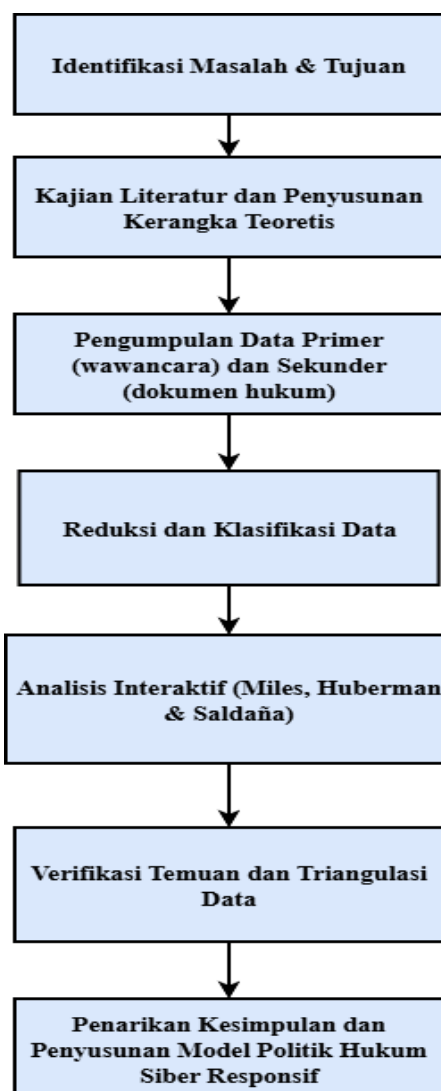 Identifikasi Masalah & Tujuan
Kajian Literatur dan Penyusunan
Kerangka Teoretis
Pengumpulan Data Primer
(wawancara) dan Sekunder
(dokumen hukum)
Reduksi dan Klasifikasi Data
Analisis Interaktif (Miles, Huberman
& Saldaña)
Verifikasi Temuan dan Triangulasi
Data
Penarikan Kesimpulan dan
Penyusunan Model Politik Hukum
Siber Responsif